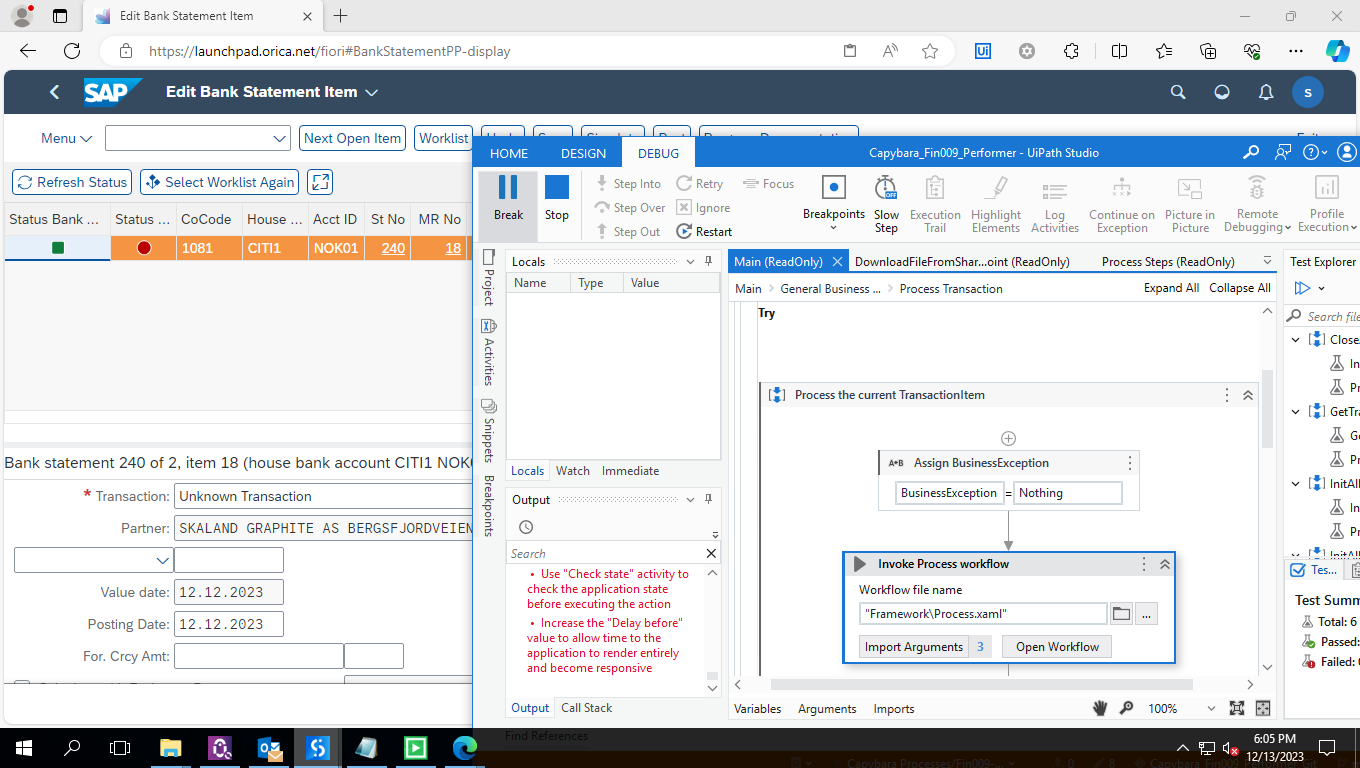 Edit Bank Statement Item
https://launchpad.orica.net/fiori#BankStatementPP-display
SAP
Edit Bank Statement Item
s
Menu
Next Open Item
Worklist
Refresh Status
Select Worklist Again
Status Bank ...
Status ...
CoCode
House ...
Acct ID
St No
MR No
1081
CITI1
NOK01
240
18
Bank statement 240 of 2, item 18 (house bank account CITI1 NOK
* Transaction:
Unknown Transaction
Partner:
SKALAND GRAPHITE AS BERGSFJORDVEIEN
Value date:
12.12.2023
Posting Date:
12.12.2023
For. Crcy Amt:
HOME
DESIGN
DEBUG
Capybara_Fin009_Performer - UiPath Studio
Break
Stop
Step Into
Step Over
Step Out
Retry
Ignore
Restart
Focus
Breakpoints
Slow Step
Execution Trail
Highlight Elements
Log Activities
Continue on Exception
Picture in Picture
Remote Debugging
Profile Execution
Project
Activities
Snippets
Breakpoints
Locals
Name
Type
Value
Locals
Watch
Immediate
Output
Search
• Use "Check state" activity to
check the application state
before executing the action
• Increase the "Delay before"
value to allow time to the
application to render entirely
and become responsive
Output
Call Stack
Find References
Main (ReadOnly)
DownloadFileFromShar...oint (ReadOnly)
Process Steps (ReadOnly)
Main
General Business ...
Process Transaction
Expand All
Collapse All
Try
Process the current TransactionItem
A*B
Assign BusinessException
BusinessException
=
Nothing
Invoke Process workflow
Workflow file name
"Framework\Process.xaml"
...
Import Arguments
3
Open Workflow
Variables
Arguments
Imports
100%
Test Explorer
Search file
Close
In
Pr
GetTra
Ge
Pr
InitAll
In
Pr
InitAll
Tes...
Test Summ
Total: 6
Passed:
Failed:
6:05 PM
12/13/2023